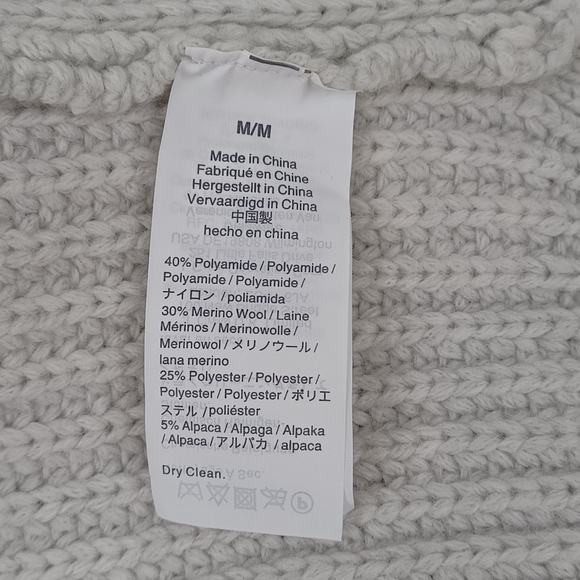 M/M
Made in China
Fabriqué en Chine
Hergestellt in China
Vervaardigd in China
中国製
hecho en china
40% Polyamide / Polyamide /
Polyamide / Polyamide /
ナイロン / poliamida
30% Merino Wool / Laine
Mérinos / Merinowolle /
Merinowol / メリノウール /
lana merino
25% Polyester / Polyester /
Polyester / Polyester / ポリエ
ステル / poliéster
5% Alpaca / Alpaga / Alpaka
/ Alpaca / アルパカ / alpaca
Dry Clean.